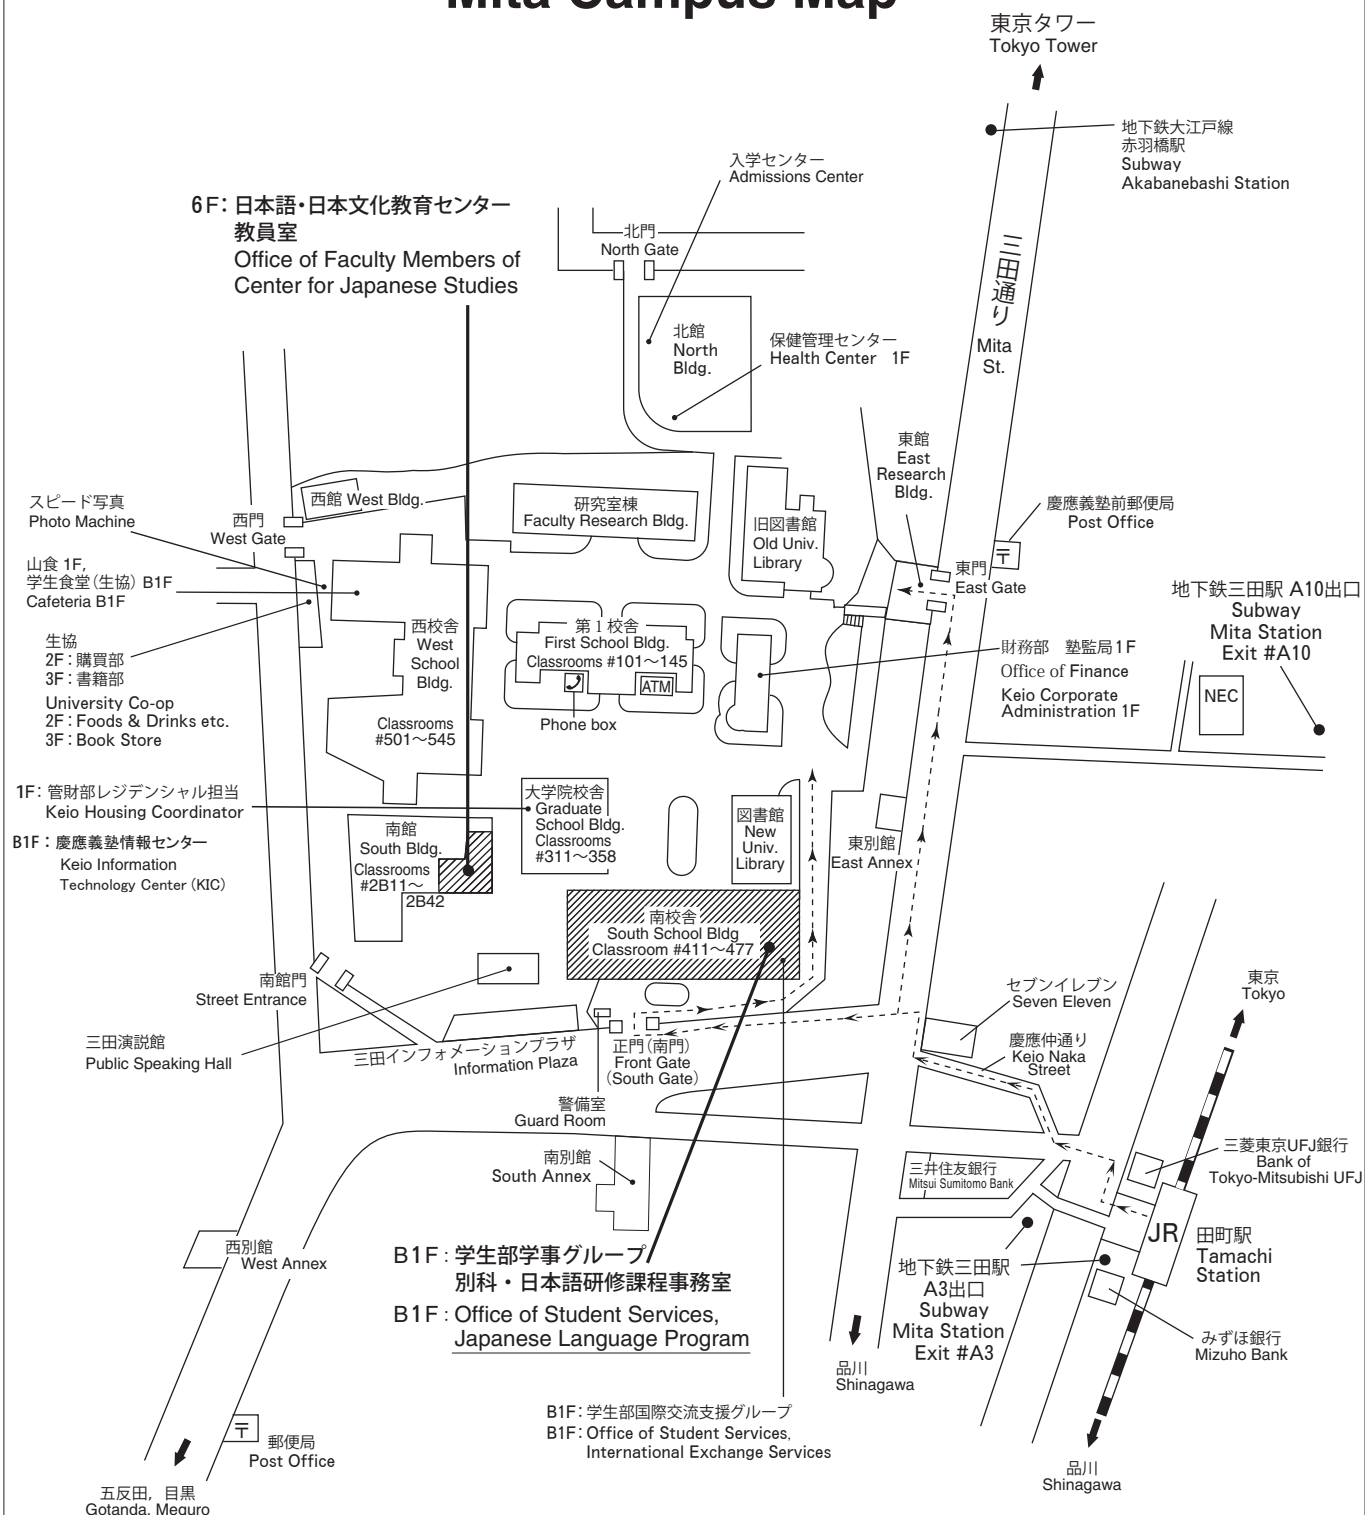 Mita Campus Map
東京タワー
Tokyo Tower
地下鉄大江戸線
赤羽橋駅
Subway
Akabanebashi Station
入学センター
Admissions Center
6F：日本語・日本文化教育センター
教員室
Office of Faculty Members of
Center for Japanese Studies
北門
North Gate
三田通り
Mita
St.
北館
North
Bldg.
保健管理センター
Health Center 1F
東館
East
Research
Bldg.
慶應義塾前郵便局
Post Office
〒
スピード写真
Photo Machine
西門
West Gate
西館 West Bldg.
研究室棟
Faculty Research Bldg.
旧図書館
Old Univ.
Library
東門
East Gate
山食 1F,
学生食堂（生協）B1F
Cafeteria B1F
地下鉄三田駅 A10出口
Subway
Mita Station
Exit #A10
生協
2F：購買部
3F：書籍部
University Co-op
2F：Foods & Drinks etc.
3F：Book Store
西校舎
West
School
Bldg.
Classrooms
#501〜545
第1校舎
First School Bldg.
Classrooms #101〜145
ATM
Phone box
財務部 塾監局1F
Office of Finance
Keio Corporate
Administration 1F
NEC
1F：管財部レジデンシャル担当
Keio Housing Coordinator
B1F：慶應義塾情報センター
Keio Information
Technology Center (KIC)
大学院校舎
Graduate
School Bldg.
Classrooms
#311〜358
図書館
New
Univ.
Library
東別館
East Annex
南館
South Bldg.
Classrooms
#2B11〜
2B42
南校舎
South School Bldg
Classroom #411〜477
南館門
Street Entrance
セブンイレブン
Seven Eleven
東京
Tokyo
三田演説館
Public Speaking Hall
三田インフォメーションプラザ
Information Plaza
正門（南門）
Front Gate
(South Gate)
慶應仲通り
Keio Naka
Street
警備室
Guard Room
南別館
South Annex
三井住友銀行
Mitsui Sumitomo Bank
三菱東京UFJ銀行
Bank of
Tokyo-Mitsubishi UFJ
西別館
West Annex
B1F：学生部学事グループ
別科・日本語研修課程事務室
B1F：Office of Student Services,
Japanese Language Program
JR
田町駅
Tamachi
Station
地下鉄三田駅
A3出口
Subway
Mita Station
Exit #A3
みずほ銀行
Mizuho Bank
品川
Shinagawa
B1F：学生部国際交流支援グループ
B1F：Office of Student Services,
International Exchange Services
〒
郵便局
Post Office
品川
Shinagawa
五反田，目黒
Gotanda, Meguro